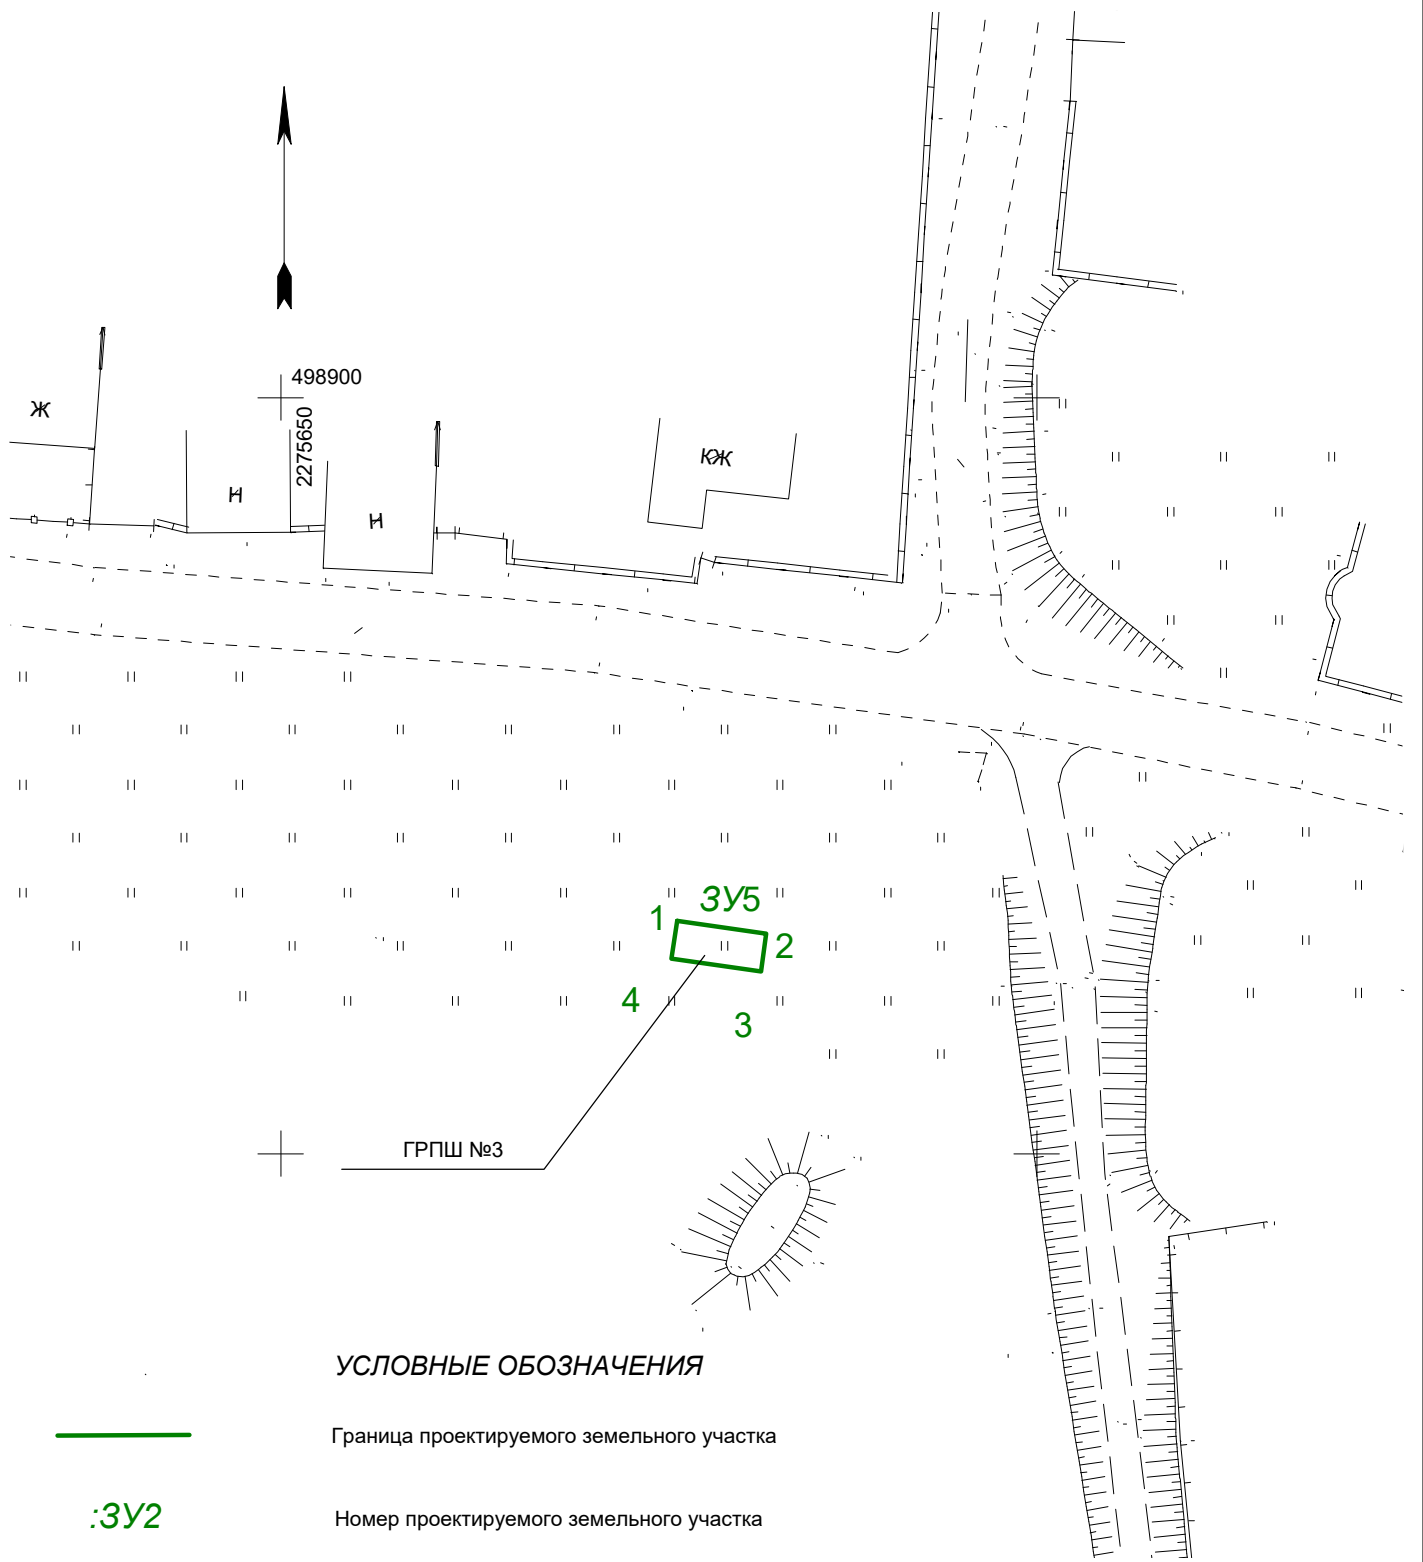 498900
2275650
Ж
КЖ
Н
Н
ЗУ5
1
2
4
3
ГРПШ №3
УСЛОВНЫЕ ОБОЗНАЧЕНИЯ
Граница проектируемого земельного участка
:ЗУ2
Номер проектируемого земельного участка